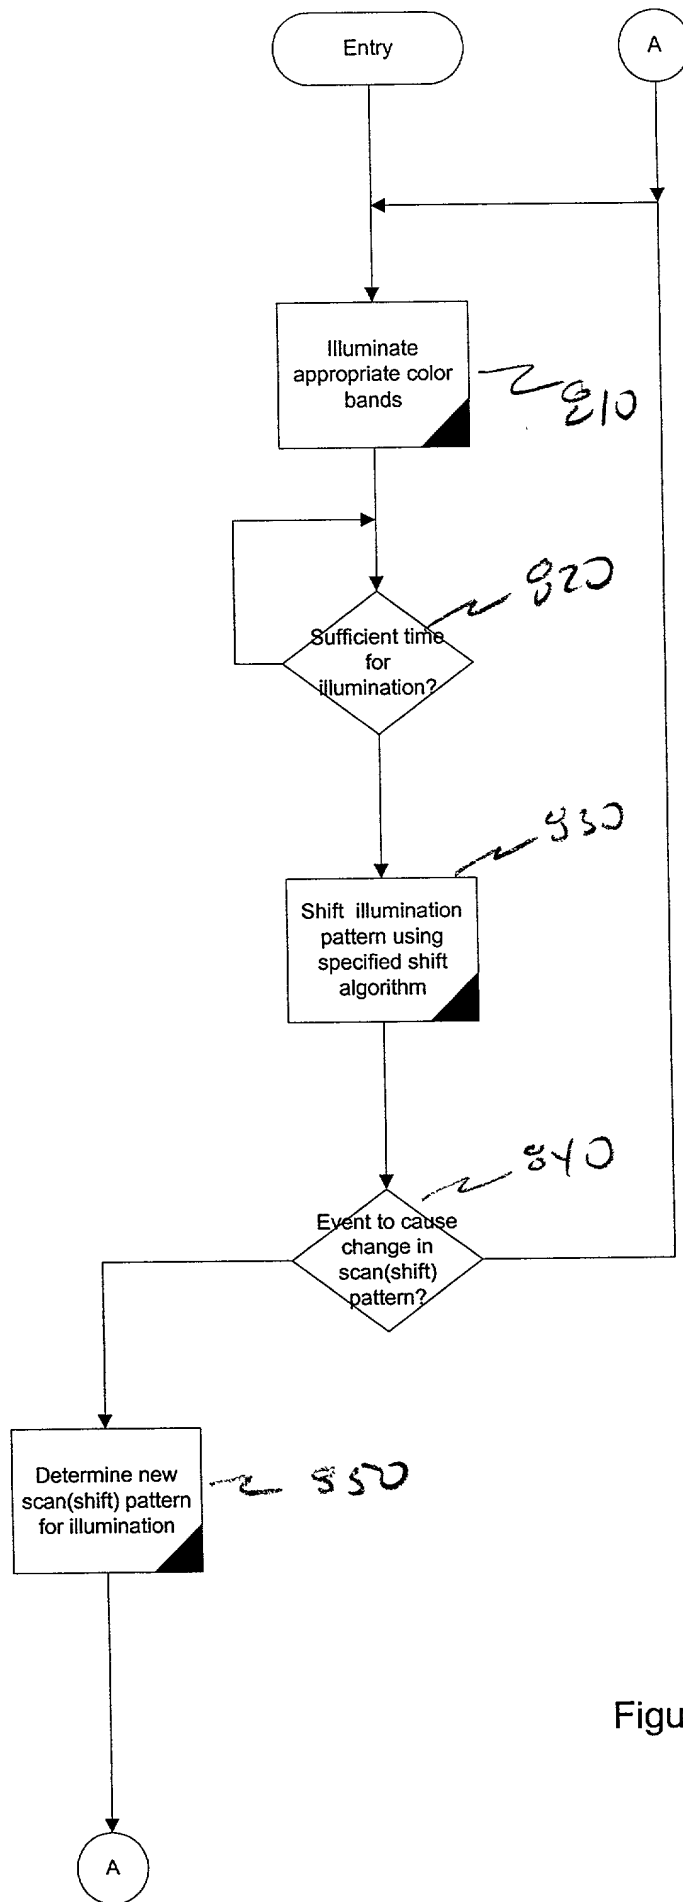 Entry
A
Illuminate
appropriate color
bands
810
Sufficient time
for
illumination?
820
Shift illumination
pattern using
specified shift
algorithm
830
Event to cause
change in
scan(shift)
pattern?
840
Determine new
scan(shift) pattern
for illumination
850
Figu
A